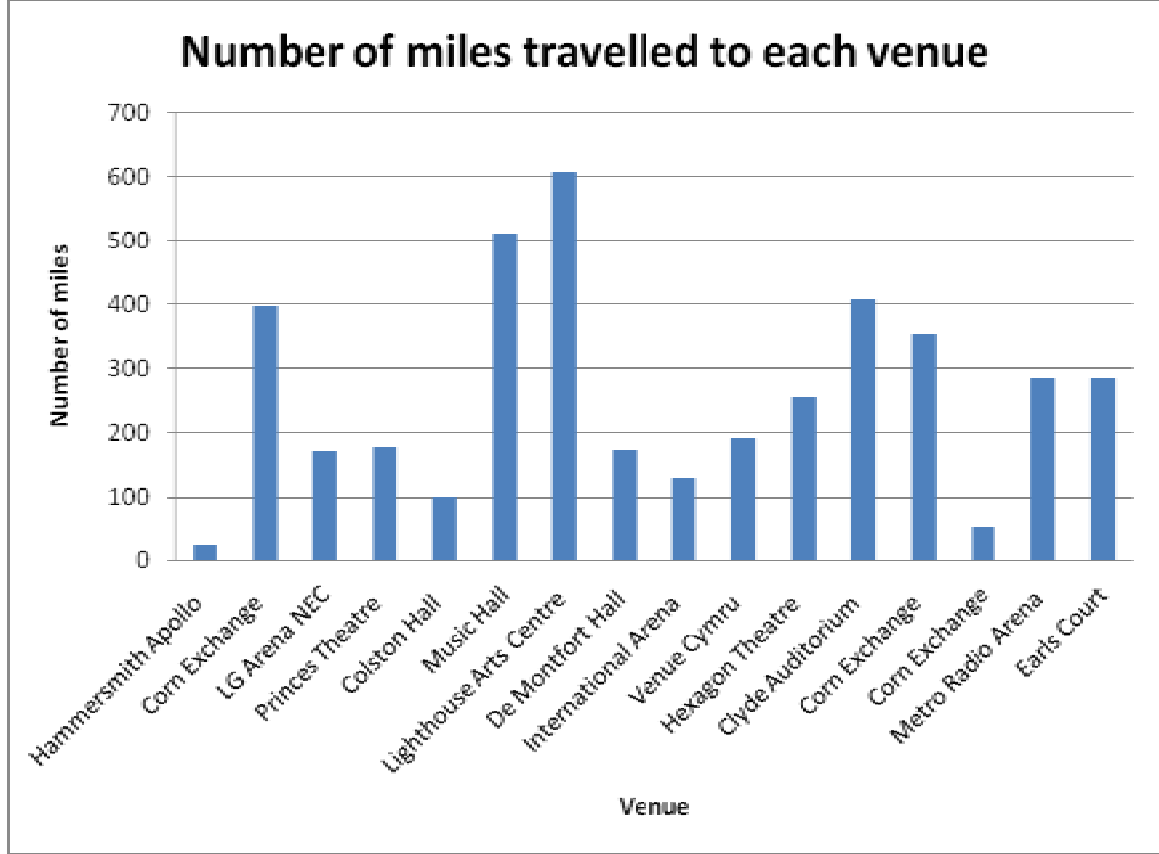 Number of miles travelled to each venue
700
600
500
400
300
200
100
0
Number of miles
Hammersmith Apollo
Corn Exchange
LG Arena NEC
Princes Theatre
Colston Hall
Music Hall
Lighthouse Arts Centre
De Montfort Hall
International Arena
Venue Cymru
Hexagon Theatre
Clyde Auditorium
Corn Exchange
Corn Exchange
Metro Radio Arena
Earls Court
Venue